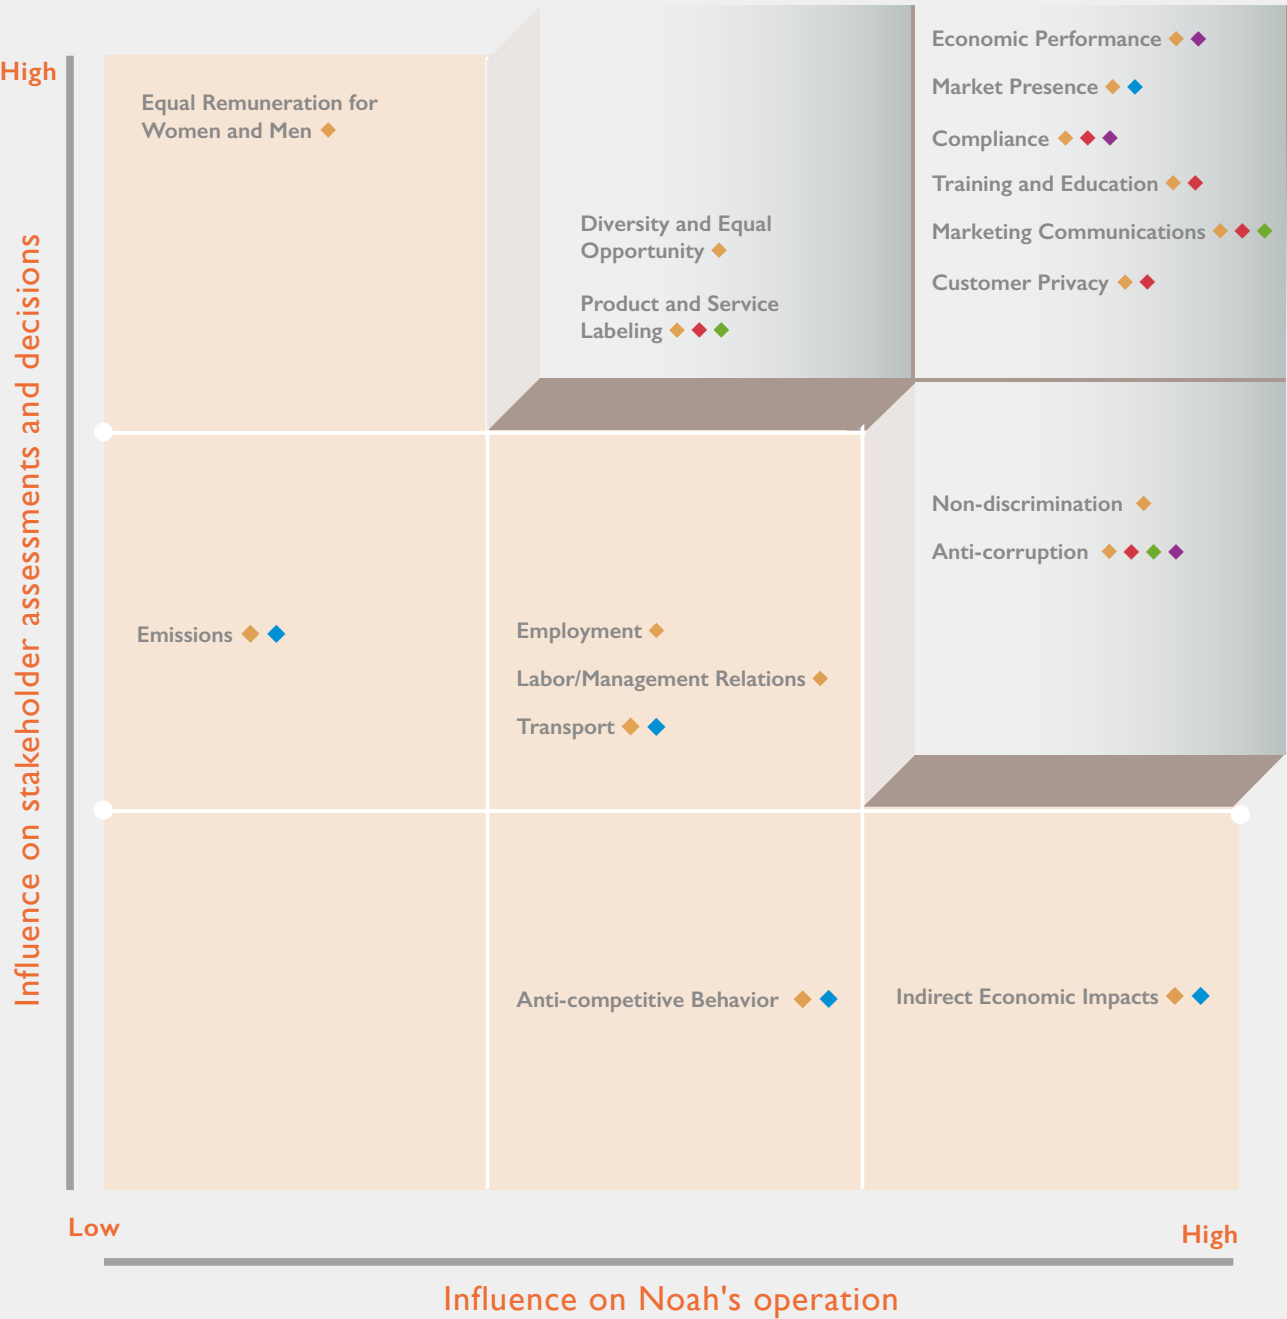 High
Influence on stakeholder assessments and decisions
Equal Remuneration for
Women and Men
Diversity and Equal
Opportunity
Product and Service
Labeling
Economic Performance
Market Presence
Compliance
Training and Education
Marketing Communications
Customer Privacy
Emissions
Employment
Labor/Management Relations
Transport
Non-discrimination
Anti-corruption
Anti-competitive Behavior
Indirect Economic Impacts
Low
High
Influence on Noah's operation